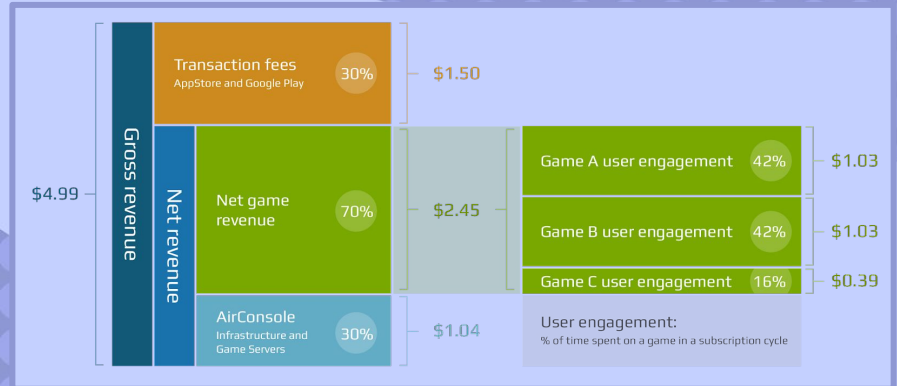 $4.99
Gross revenue
Transaction fees
AppStore and Google Play
30%
$1.50
Net revenue
Net game
revenue
70%
$2.45
AirConsole
Infrastructure and
Game Servers
30%
$1.04
Game A user engagement 42%
$1.03
Game B user engagement 42%
$1.03
Game C user engagement 16%
$0.39
User engagement:
% of time spent on a game in a subscription cycle